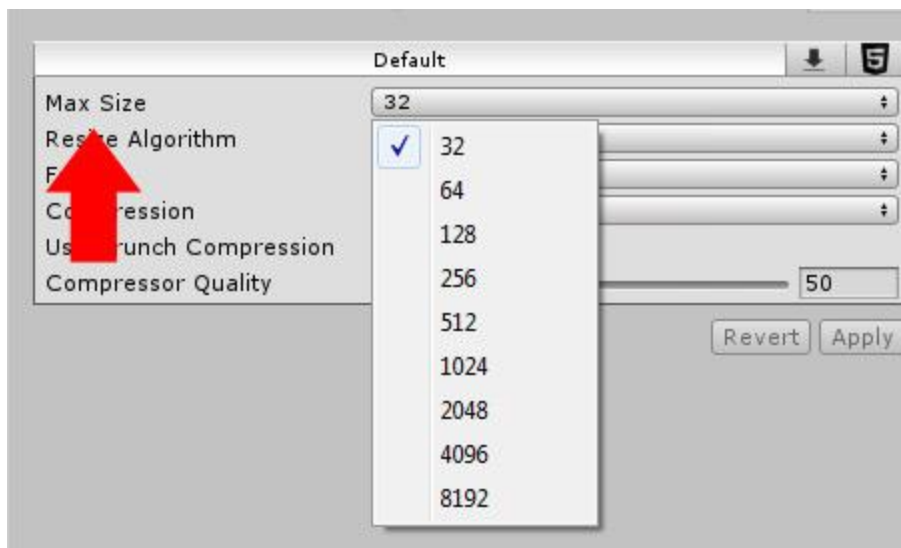 Default
Max Size 32
Algorithm 32
64
Compression 128
256
Compressor Quality 50
512
Revert Apply
1024
2048
4096
8192